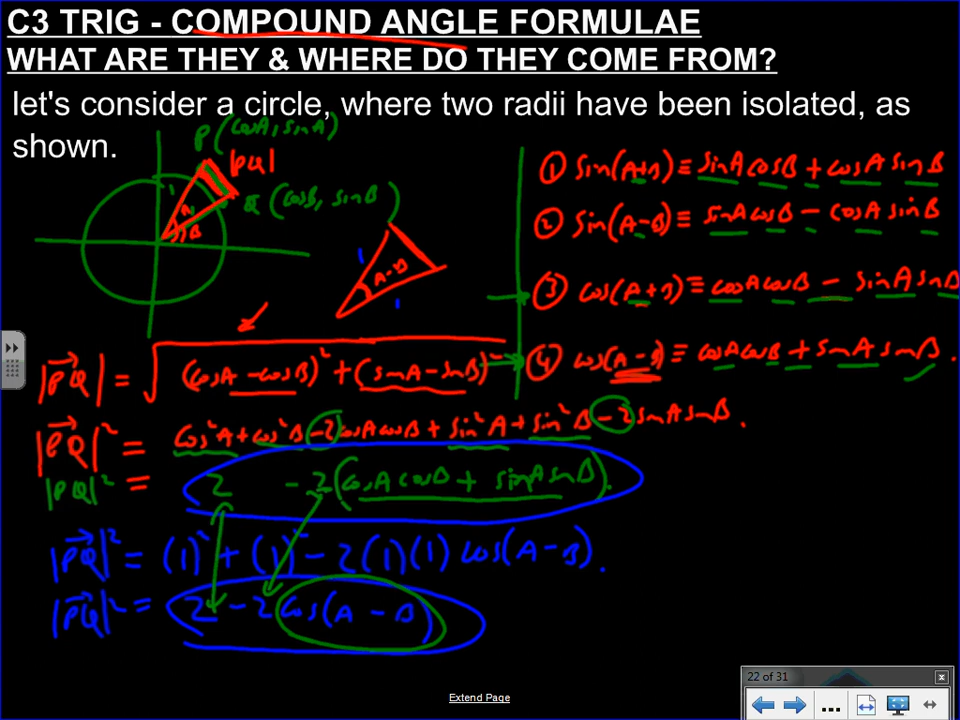 C3 TRIG - COMPOUND ANGLE FORMULAE
WHAT ARE THEY & WHERE DO THEY COME FROM?
let's consider a circle, where two radii have been isolated, as
shown.
P (cosA, sinA)
|PQ|
Q (cosB, sinB)
A
B
1
1
A-B
1
① sin(A+B) ≡ sinA cosB + cosA sinB
② sin(A-B) ≡ sinA cosB - cosA sinB
③ cos(A+B) ≡ cosA cosB - sinA sinB
④ cos(A-B) ≡ cosA cosB + sinA sinB.
|PQ| = √(cosA - cosB)² + (sinA - sinB)²
|PQ|² = cos²A + cos²B - 2cosA cosB + sin²A + sin²B - 2sinA sinB.
|PQ|² = 2 - 2(cosA cosB + sinA sinB).
|PQ|² = (1)² + (1)² - 2(1)(1) cos(A-B).
|PQ|² = 2 - 2cos(A-B)
Extend Page
22 of 31